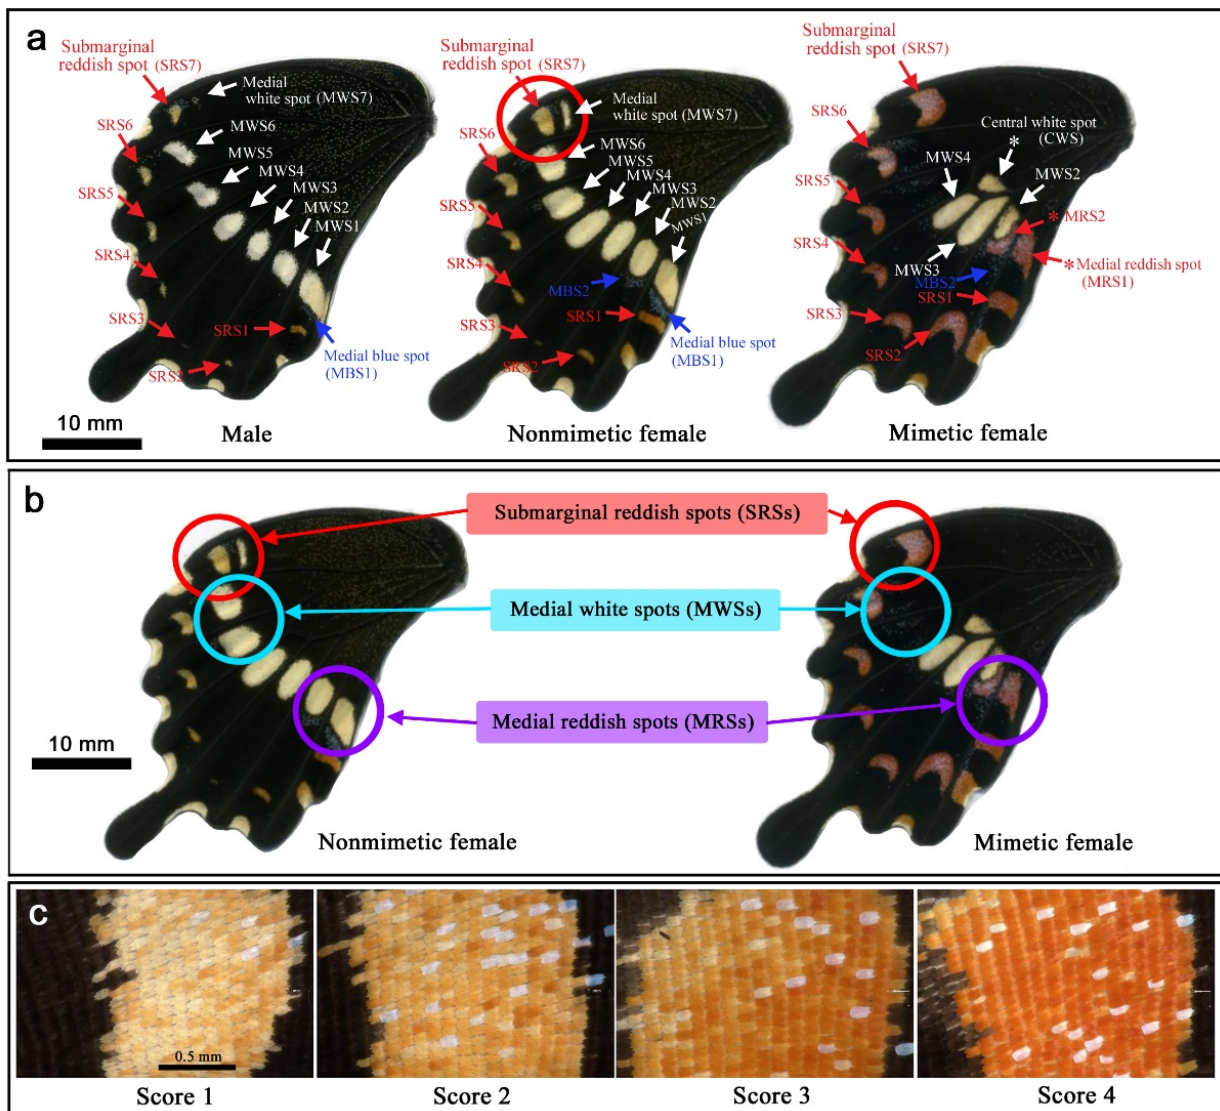 a
Submarginal
reddish spot (SRS7)
Medial
white spot (MWS7)
SRS6
MWS6
MWS5
MWS4
MWS3
MWS2
MWS1
SRS5
SRS4
SRS3
SRS1
SRS2
Medial blue spot
(MBS1)
10 mm
Male
Submarginal
reddish spot (SRS7)
Medial
white spot (MWS7)
SRS6
MWS6
MWS5
MWS4
MWS3
MWS2
MWS1
SRS5
SRS4
MBS2
SRS3
SRS1
SRS2
Medial blue spot
(MBS1)
Nonmimetic female
Submarginal
reddish spot (SRS7)
SRS6
Central white spot
* (CWS)
MWS4
MWS2
SRS5
* MRS2
SRS4
MWS3
MBS2
*Medial reddish spot
(MRS1)
SRS1
SRS3
SRS2
Mimetic female
b
Submarginal reddish spots (SRSs)
Medial white spots (MWSs)
Medial reddish spots (MRSs)
10 mm
Nonmimetic female
Mimetic female
c
0.5 mm
Score 1
Score 2
Score 3
Score 4